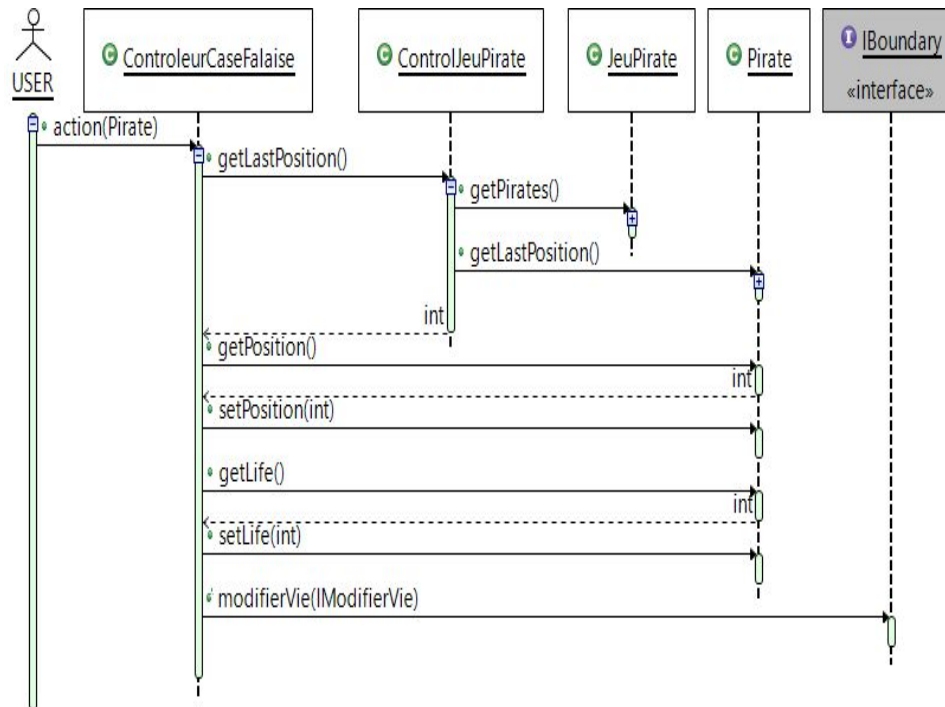 USER
ControleurCaseFalaise
ControlJeuPirate
JeuPirate
Pirate
IBoundary
«interface»
action(Pirate)
getLastPosition()
getPirates()
getLastPosition()
int
getPosition()
int
setPosition(int)
getLife()
int
setLife(int)
modifierVie(IModifierVie)